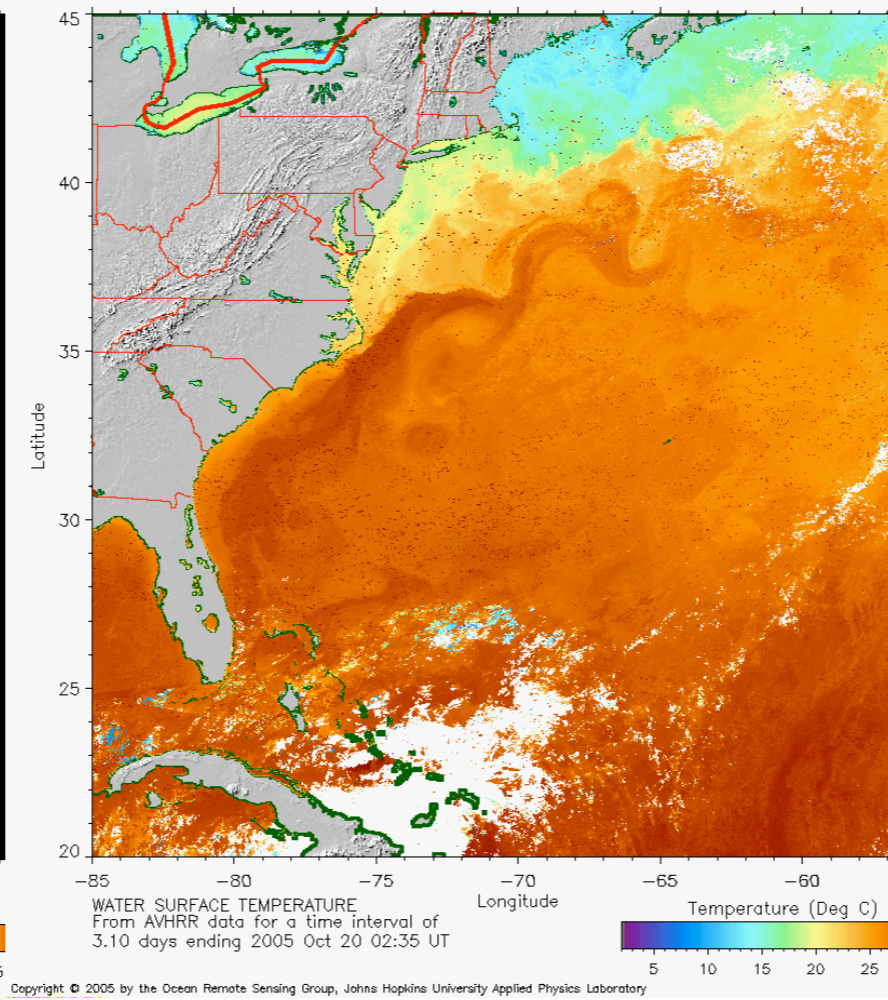 45
40
35
30
25
20
Latitude
−85 −80 −75 −70 −65 −60
Longitude
WATER SURFACE TEMPERATURE
From AVHRR data for a time interval of
3.10 days ending 2005 Oct 20 02:35 UT
Temperature (Deg C)
5 10 15 20 25
Copyright © 2005 by the Ocean Remote Sensing Group, Johns Hopkins University Applied Physics Laboratory